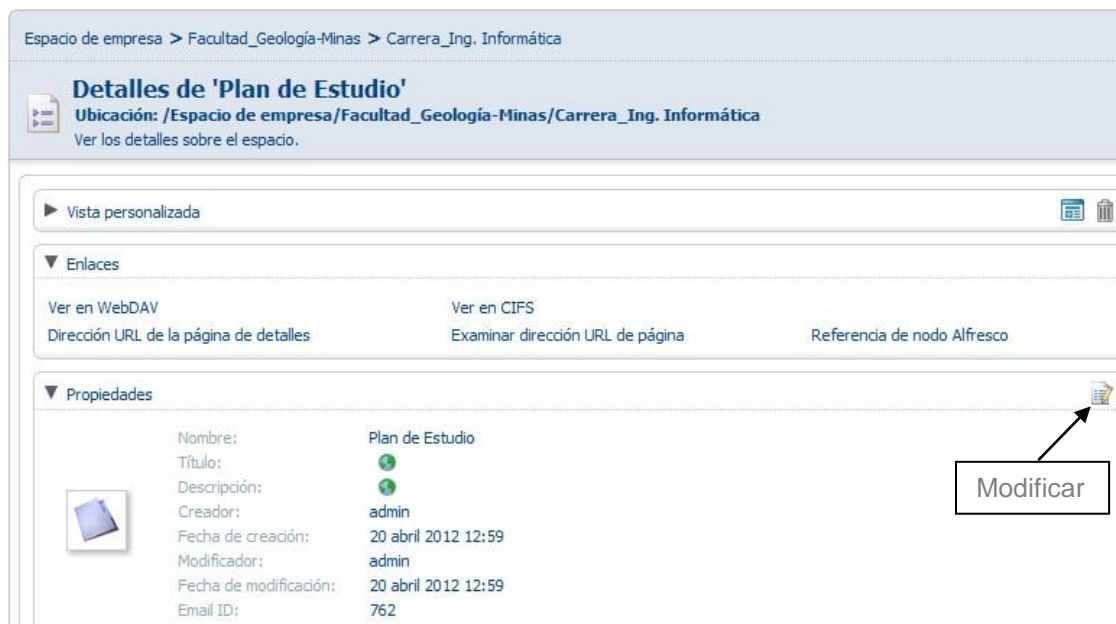 Espacio de empresa > Facultad_Geología-Minas > Carrera_Ing. Informática
Detalles de 'Plan de Estudio'
Ubicación: /Espacio de empresa/Facultad_Geología-Minas/Carrera_Ing. Informática
Ver los detalles sobre el espacio.
Vista personalizada
Enlaces
Ver en WebDAV Ver en CIFS
Dirección URL de la página de detalles Examinar dirección URL de página Referencia de nodo Alfresco
Propiedades
Nombre: Plan de Estudio
Título:
Descripción:
Creador: admin
Fecha de creación: 20 abril 2012 12:59
Modificador: admin
Fecha de modificación: 20 abril 2012 12:59
Email ID: 762
Modificar